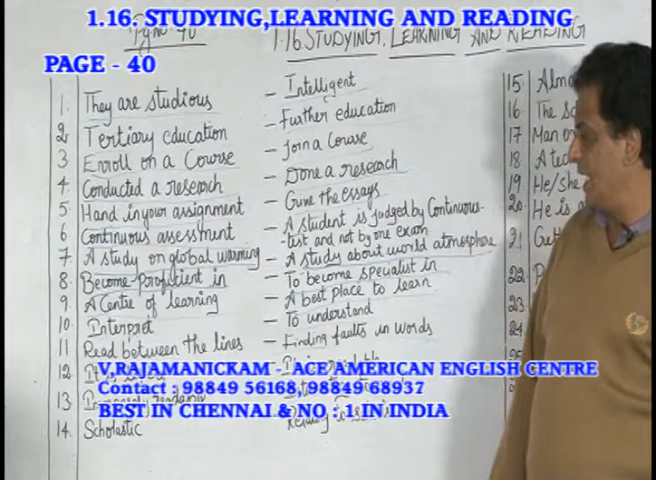 1.16. STUDYING,LEARNING AND READING
Pg no. 40
1.16 STUDYING, LEARNING AND READING
PAGE - 40
1. They are studious – Intelligent
2. Tertiary education – Further education
3 Enroll on a Course – Join a Course
4. Conducted a research – Done a research
5 Hand in your assignment – Give the essays
6 Continuous assessment – A student is judged by Continuous-
test and not by one exam
7. A study on global warming – A study about world atmosphere
8. Become Proficient in – To become specialist in
9. A Centre of learning – A best place to learn
10. Interpret – To understand
11 Read between the lines – Finding faults in words
12.
13.
14. Scholastic
15
16 The
17 Man
18. A
19. He/She
20. He is
21.
22
23
24
V,RAJAMANICKAM - ACE AMERICAN ENGLISH CENTRE
Contact : 98849 56168,98849 68937
BEST IN CHENNAI & NO : 1 IN INDIA